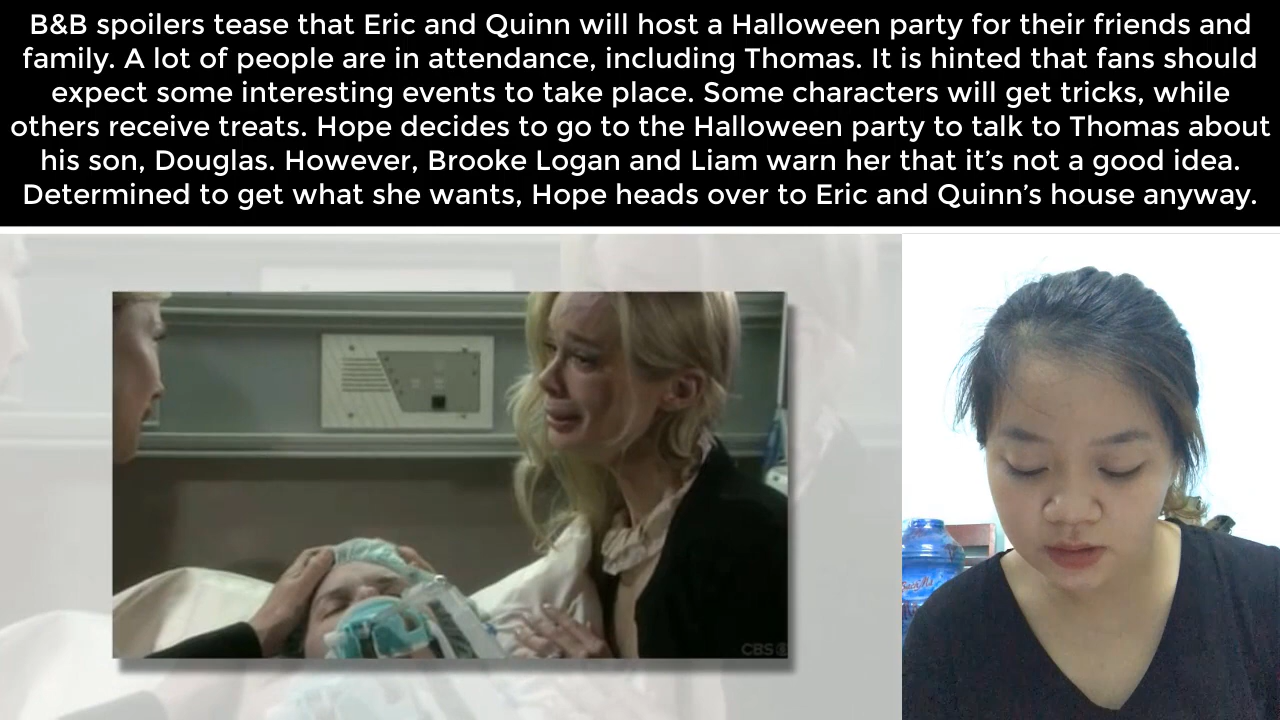 B&B spoilers tease that Eric and Quinn will host a Halloween party for their friends and
family. A lot of people are in attendance, including Thomas. It is hinted that fans should
expect some interesting events to take place. Some characters will get tricks, while
others receive treats. Hope decides to go to the Halloween party to talk to Thomas about
his son, Douglas. However, Brooke Logan and Liam warn her that it’s not a good idea.
Determined to get what she wants, Hope heads over to Eric and Quinn’s house anyway.
CBS